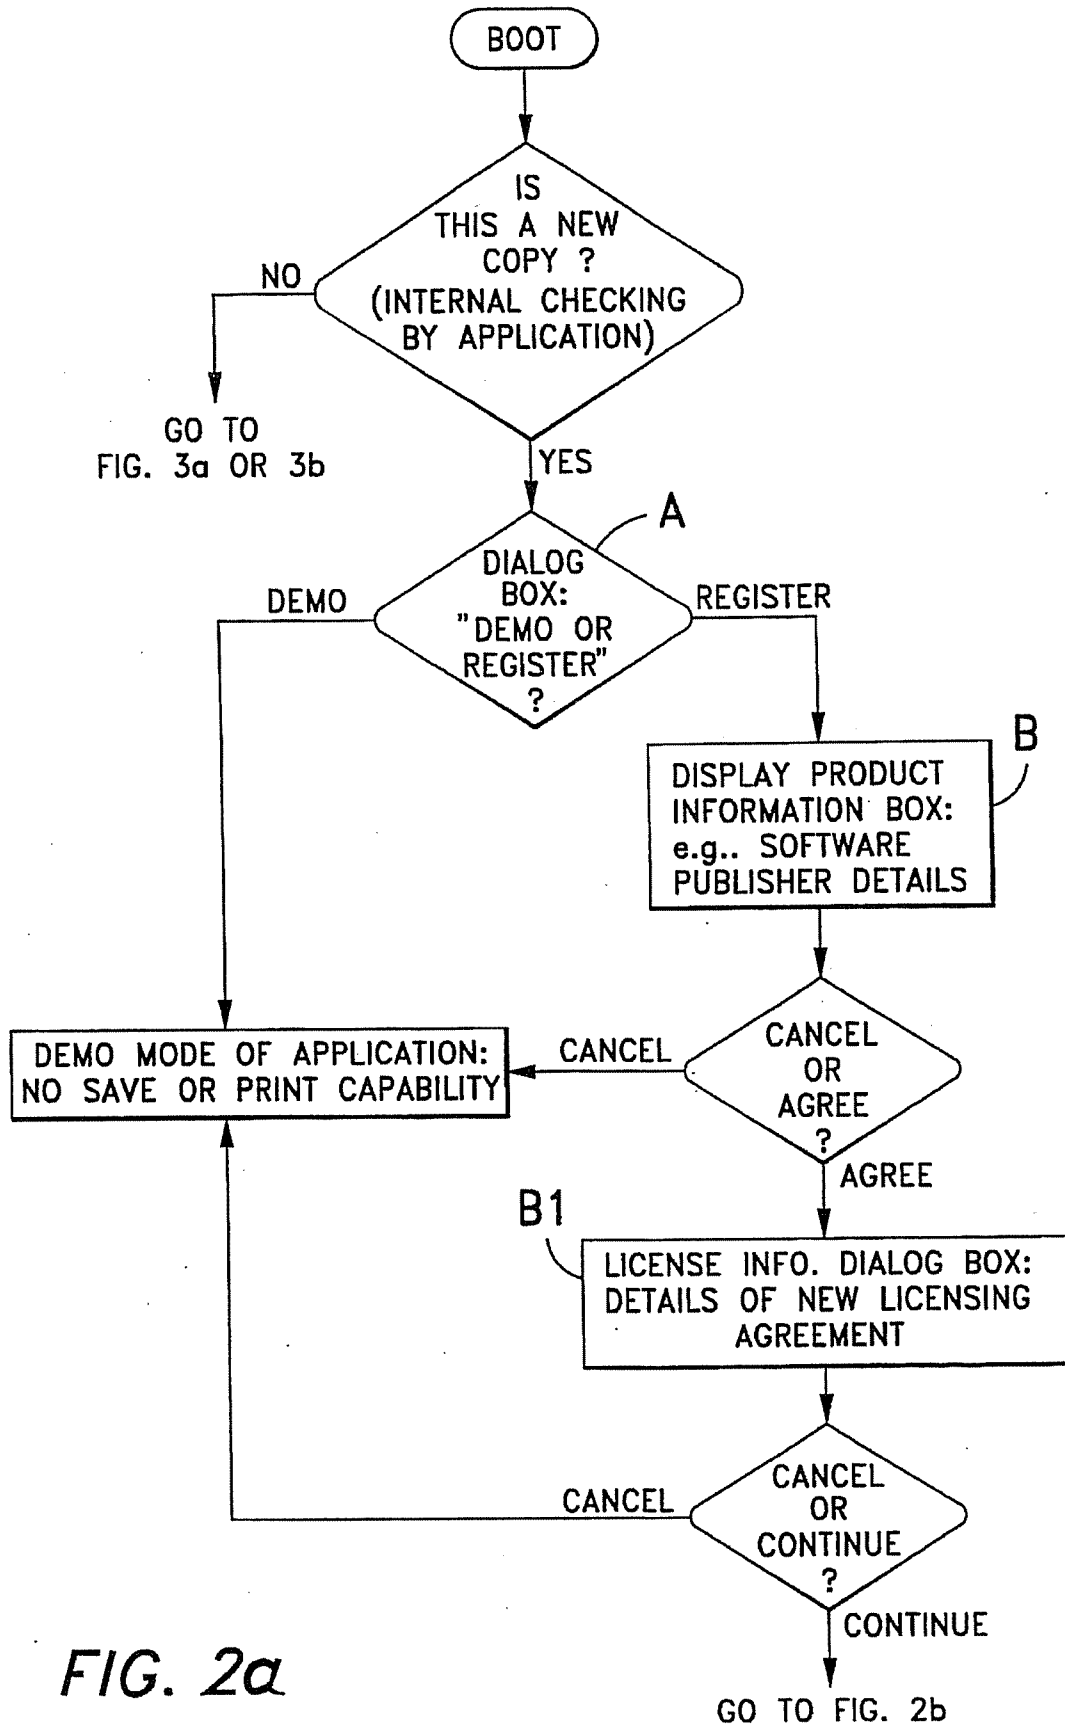 BOOT
IS
THIS A NEW
COPY ?
(INTERNAL CHECKING
BY APPLICATION)
NO
GO TO
FIG. 3a OR 3b
YES
A
DIALOG
BOX:
"DEMO OR
REGISTER"
?
DEMO
REGISTER
B
DISPLAY PRODUCT
INFORMATION BOX:
e.g.. SOFTWARE
PUBLISHER DETAILS
DEMO MODE OF APPLICATION:
NO SAVE OR PRINT CAPABILITY
CANCEL
CANCEL
OR
AGREE
?
AGREE
B1
LICENSE INFO. DIALOG BOX:
DETAILS OF NEW LICENSING
AGREEMENT
CANCEL
CANCEL
OR
CONTINUE
?
CONTINUE
GO TO FIG. 2b
FIG. 2a